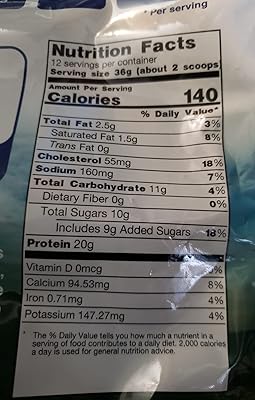 * Per serving
Nutrition Facts
12 servings per container
Serving size 36g (about 2 scoops)
Amount Per Serving
Calories 140
% Daily Value*
Total Fat 2.5g 3%
Saturated Fat 1.5g 8%
Trans Fat 0g
Cholesterol 55mg 18%
Sodium 160mg 7%
Total Carbohydrate 11g 4%
Dietary Fiber 0g 0%
Total Sugars 10g
Includes 9g Added Sugars 18%
Protein 20g
Vitamin D 0mcg
Calcium 94.53mg 8%
Iron 0.71mg 4%
Potassium 147.27mg 4%
* The % Daily Value tells you how much a nutrient in a
serving of food contributes to a daily diet. 2,000 calories
a day is used for general nutrition advice.